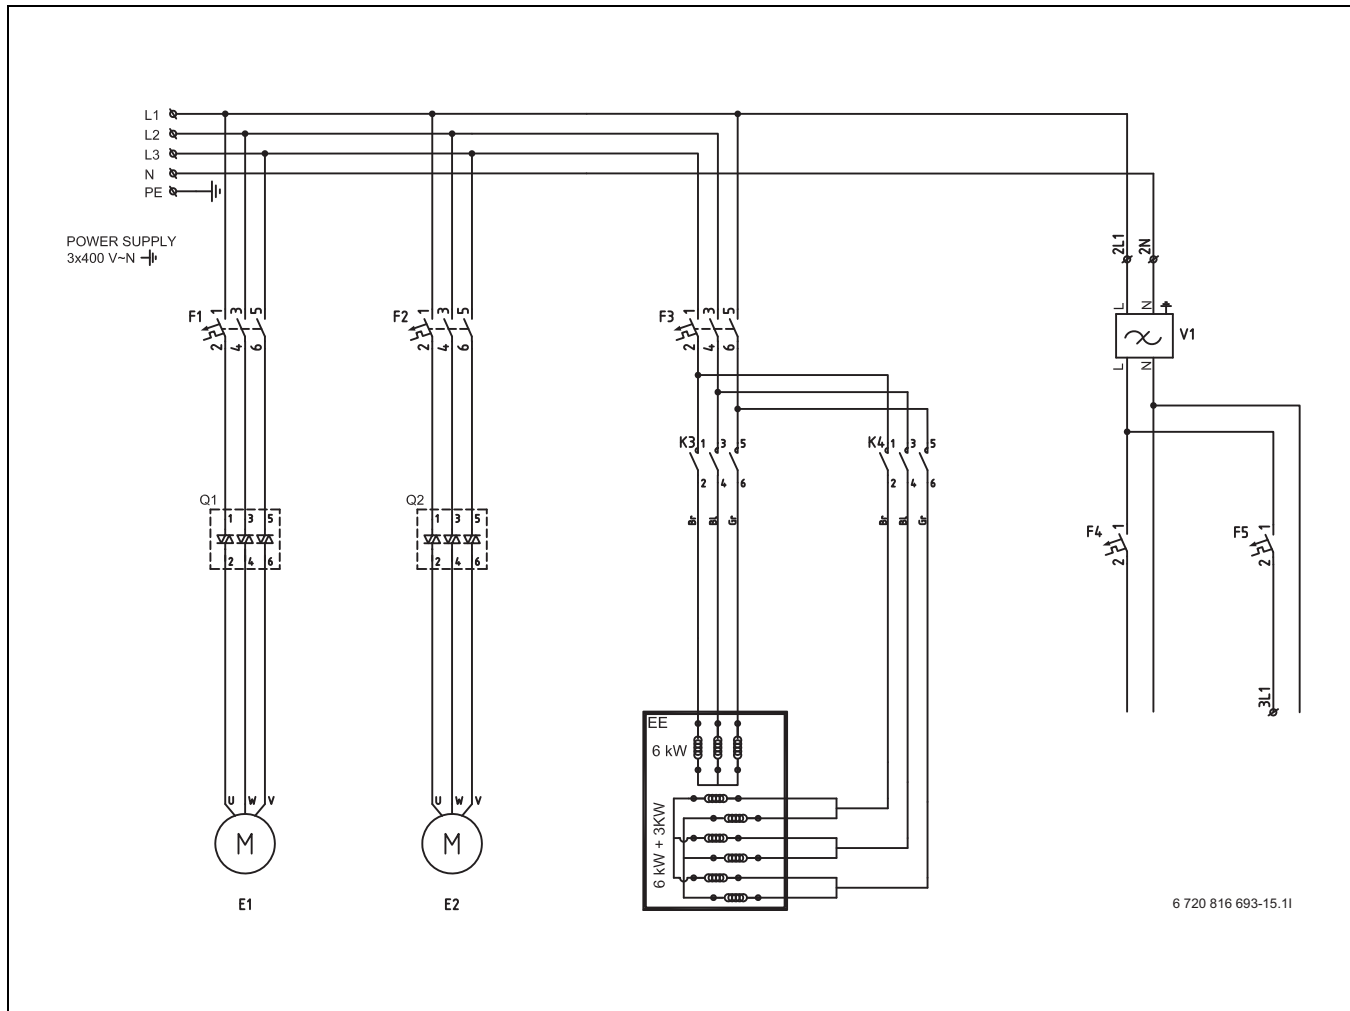 L1
L2
L3
N
PE
POWER SUPPLY
3x400 V~N
2L1 2N
F1 1 3 5
2 4 6
F2 1 3 5
2 4 6
F3 1 3 5
2 4 6
L N
V1
L N
K3 1 3 5
2 4 6
K4 1 3 5
2 4 6
Br Bl Gr
Br Bl Gr
Q1
1 3 5
2 4 6
Q2
1 3 5
2 4 6
F4 1
2
F5 1
2
3L1
EE
6 kW
6 kW + 3KW
U W V
M
E1
U W V
M
E2
6 720 816 693-15.1I